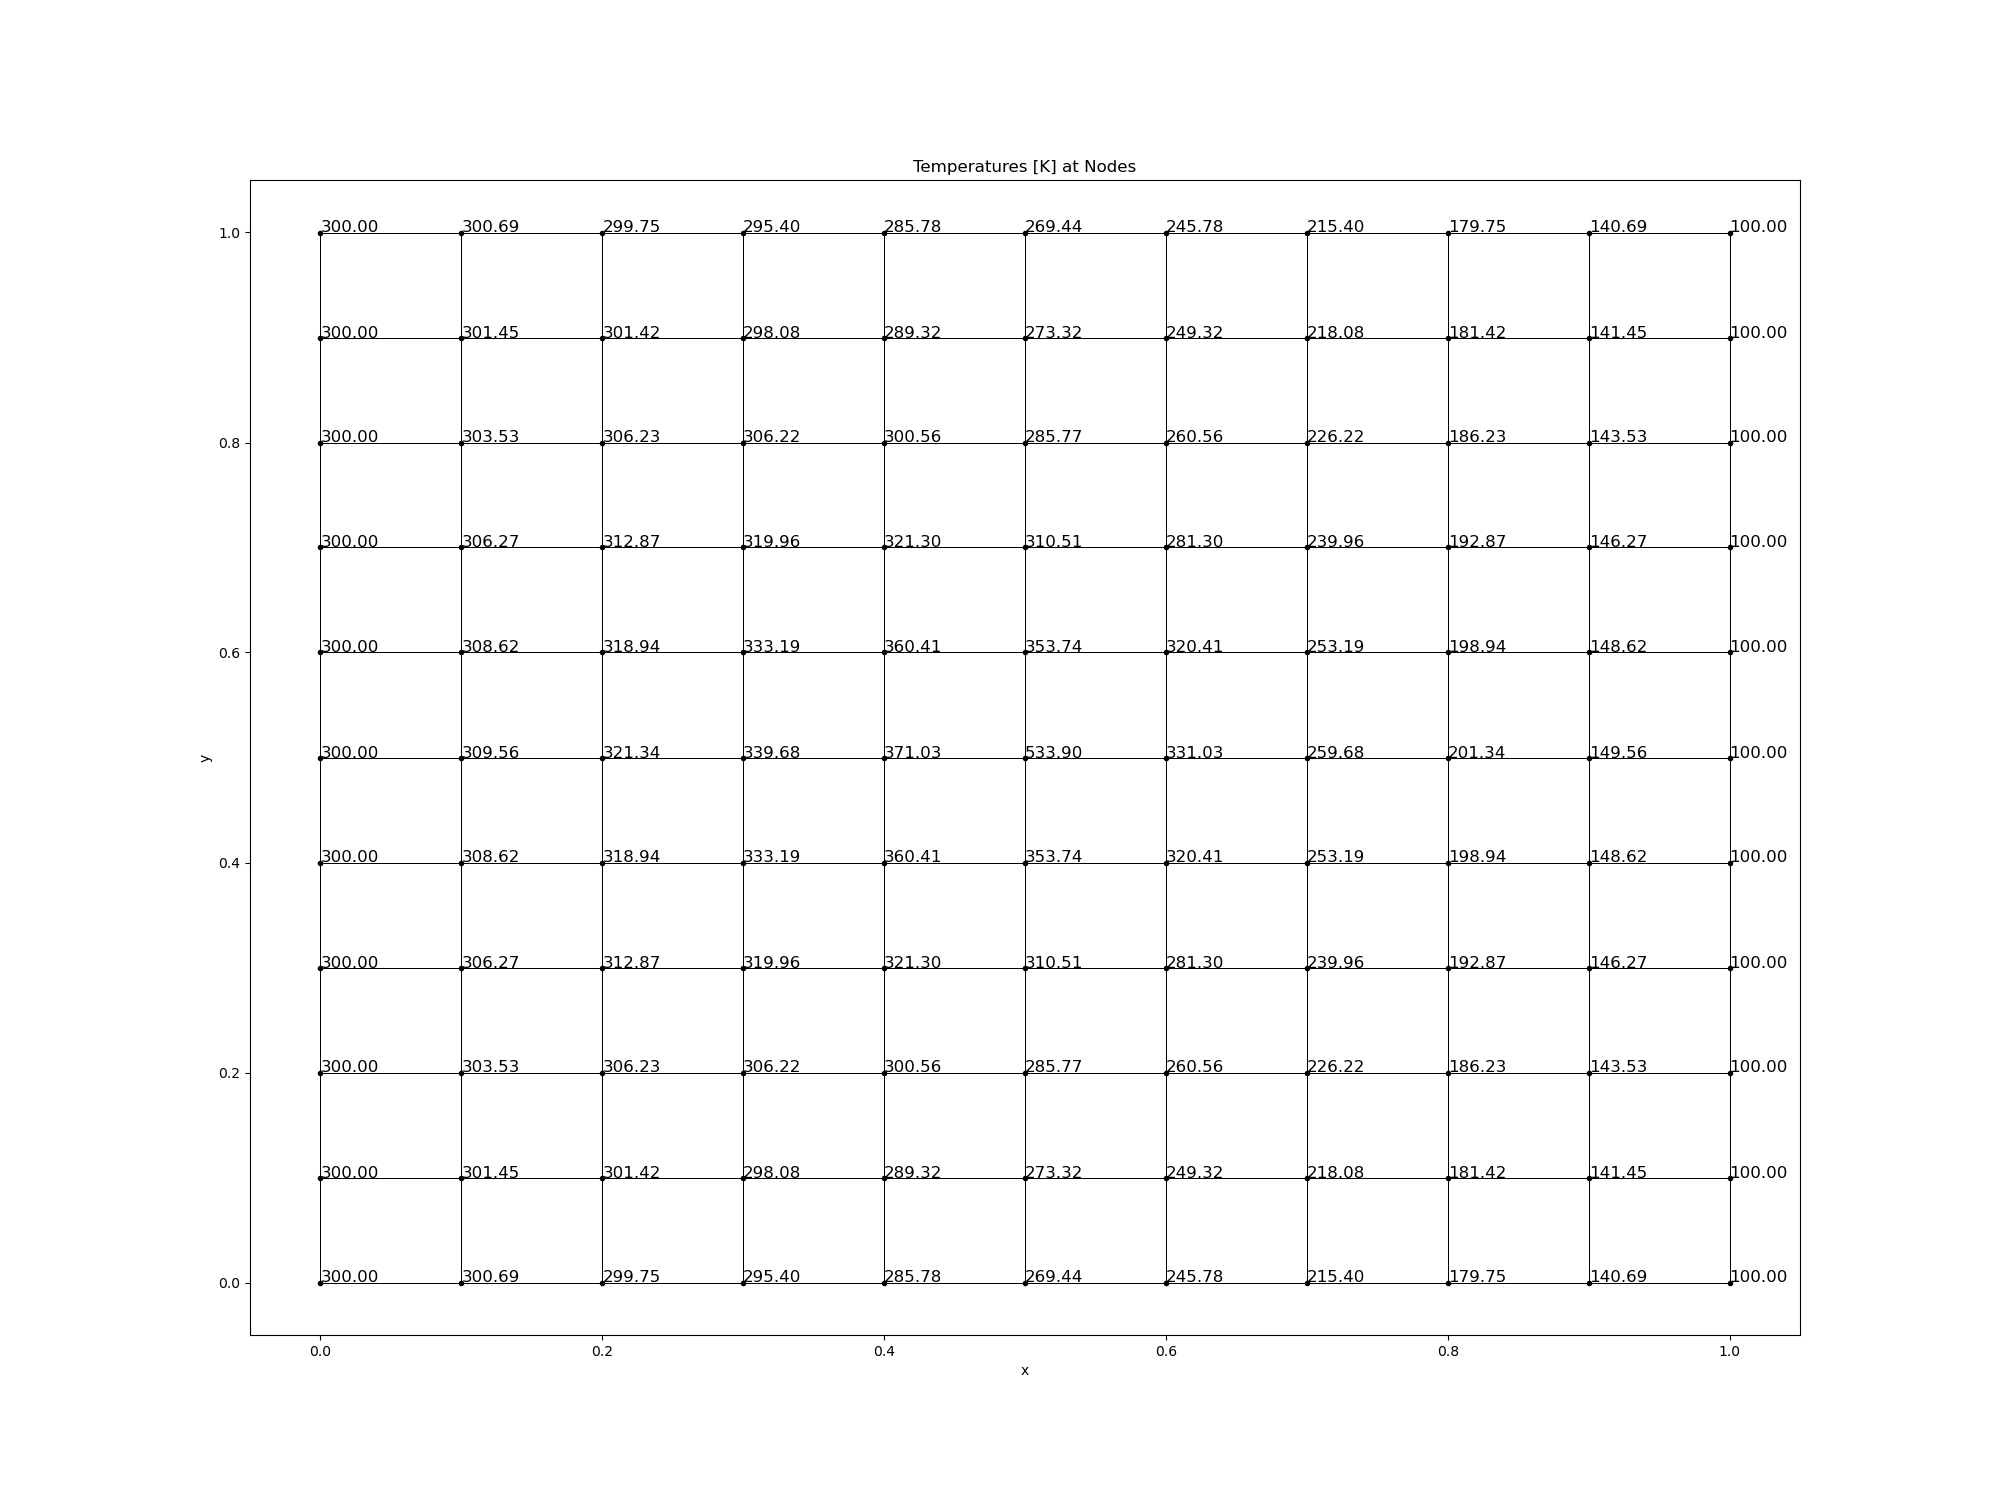 Temperatures [K] at Nodes
1.0 300.00 300.69 299.75 295.40 285.78 269.44 245.78 215.40 179.75 140.69 100.00
300.00 301.45 301.42 298.08 289.32 273.32 249.32 218.08 181.42 141.45 100.00
0.8 300.00 303.53 306.23 306.22 300.56 285.77 260.56 226.22 186.23 143.53 100.00
300.00 306.27 312.87 319.96 321.30 310.51 281.30 239.96 192.87 146.27 100.00
0.6 300.00 308.62 318.94 333.19 360.41 353.74 320.41 253.19 198.94 148.62 100.00
300.00 309.56 321.34 339.68 371.03 533.90 331.03 259.68 201.34 149.56 100.00
y
0.4 300.00 308.62 318.94 333.19 360.41 353.74 320.41 253.19 198.94 148.62 100.00
300.00 306.27 312.87 319.96 321.30 310.51 281.30 239.96 192.87 146.27 100.00
0.2 300.00 303.53 306.23 306.22 300.56 285.77 260.56 226.22 186.23 143.53 100.00
300.00 301.45 301.42 298.08 289.32 273.32 249.32 218.08 181.42 141.45 100.00
0.0 300.00 300.69 299.75 295.40 285.78 269.44 245.78 215.40 179.75 140.69 100.00
0.0 0.2 0.4 0.6 0.8 1.0
x